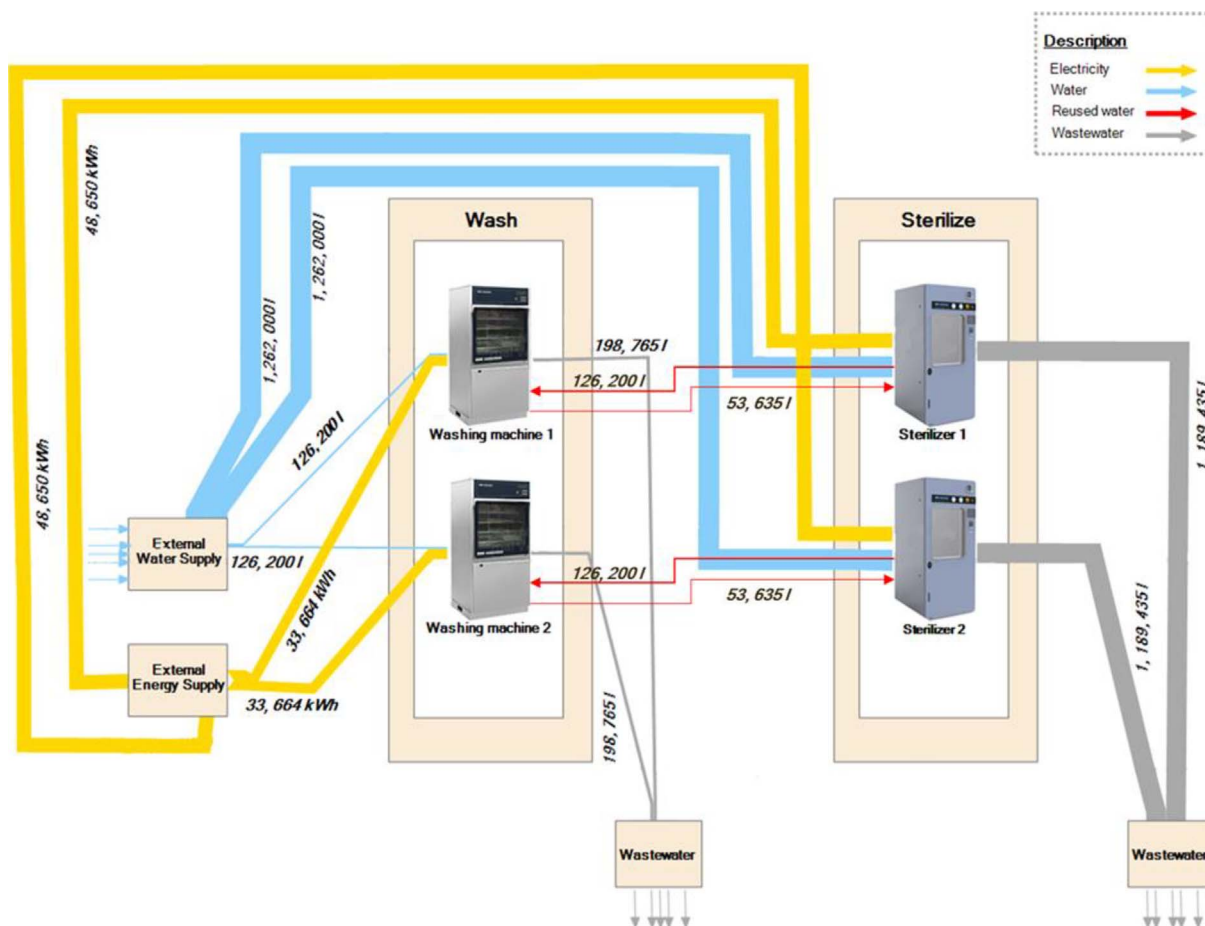 Description
Electricity
Water
Reused water
Wastewater
48, 650 kWh
48, 650 kWh
1,262, 000 l
1, 262, 000 l
Wash
Sterilize
198, 765 l
126, 200 l
53, 635 l
126, 200 l
Washing machine 1
Sterilizer 1
1, 189, 435 l
External
Water Supply
126, 200 l
33, 664 kWh
126, 200 l
53, 635 l
Washing machine 2
Sterilizer 2
1, 189, 435 l
External
Energy Supply
33, 664 kWh
198, 765 l
Wastewater
Wastewater